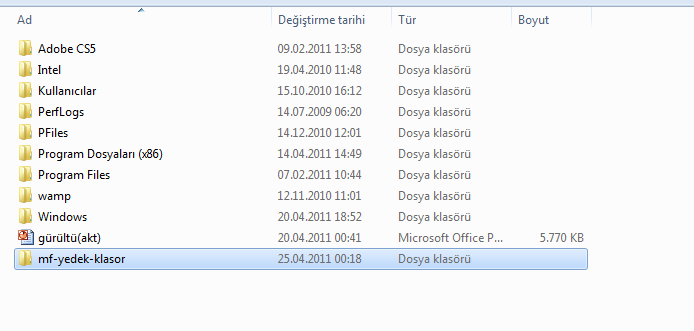 Ad Değiştirme tarihi Tür Boyut
Adobe CS5 09.02.2011 13:58 Dosya klasörü
Intel 19.04.2010 11:48 Dosya klasörü
Kullanıcılar 15.10.2010 16:12 Dosya klasörü
PerfLogs 14.07.2009 06:20 Dosya klasörü
PFiles 14.12.2010 12:01 Dosya klasörü
Program Dosyaları (x86) 14.04.2011 14:49 Dosya klasörü
Program Files 07.02.2011 10:44 Dosya klasörü
wamp 12.11.2010 11:01 Dosya klasörü
Windows 20.04.2011 18:52 Dosya klasörü
gürültü(akt) 20.04.2011 00:41 Microsoft Office P... 5.770 KB
mf-yedek-klasor 25.04.2011 00:18 Dosya klasörü